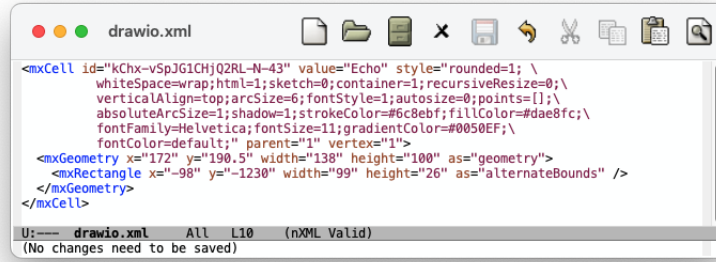 drawio.xml
<mxCell id="kChx-vSpJG1CHjQ2RL-N-43" value="Echo" style="rounded=1; \
whiteSpace=wrap;html=1;sketch=0;container=1;recursiveResize=0;\
verticalAlign=top;arcSize=6;fontStyle=1;autosize=0;points=[];\
absoluteArcSize=1;shadow=1;strokeColor=#6c8ebf;fillColor=#dae8fc;\
fontFamily=Helvetica;fontSize=11;gradientColor=#0050EF;\
fontColor=default;" parent="1" vertex="1">
<mxGeometry x="172" y="190.5" width="138" height="100" as="geometry">
<mxRectangle x="-98" y="-1230" width="99" height="26" as="alternateBounds" />
</mxGeometry>
</mxCell>
U:--- drawio.xml All L10 (nXML Valid)
(No changes need to be saved)